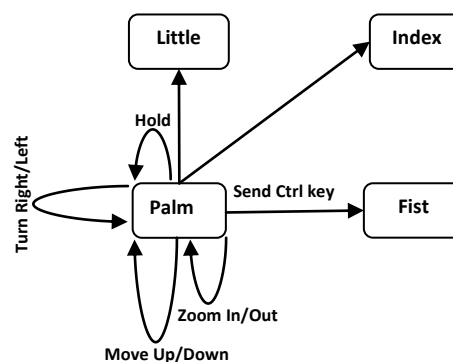 Little
Index
Hold
Turn Right/Left
Palm
Send Ctrl key
Fist
Zoom In/Out
Move Up/Down